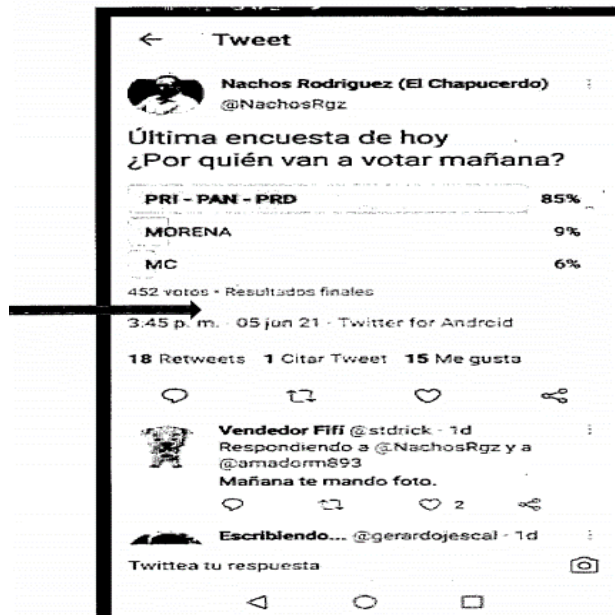 Tweet
Nachos Rodriguez (El Chapucerdo)
@NachosRgz
Última encuesta de hoy
¿Por quién van a votar mañana?
PRI - PAN - PRD 85%
MORENA 9%
MC 6%
452 votos · Resultados finales
3:45 p. m. · 05 jun 21 · Twitter for Android
18 Retweets 1 Citar Tweet 15 Me gusta
Vendedor Fifí @stdrick · 1d
Respondiendo a @NachosRgz y a
@amadorm893
Mañana te mando foto.
2
Escribiendo... @gerardojescal · 1d
Twittea tu respuesta